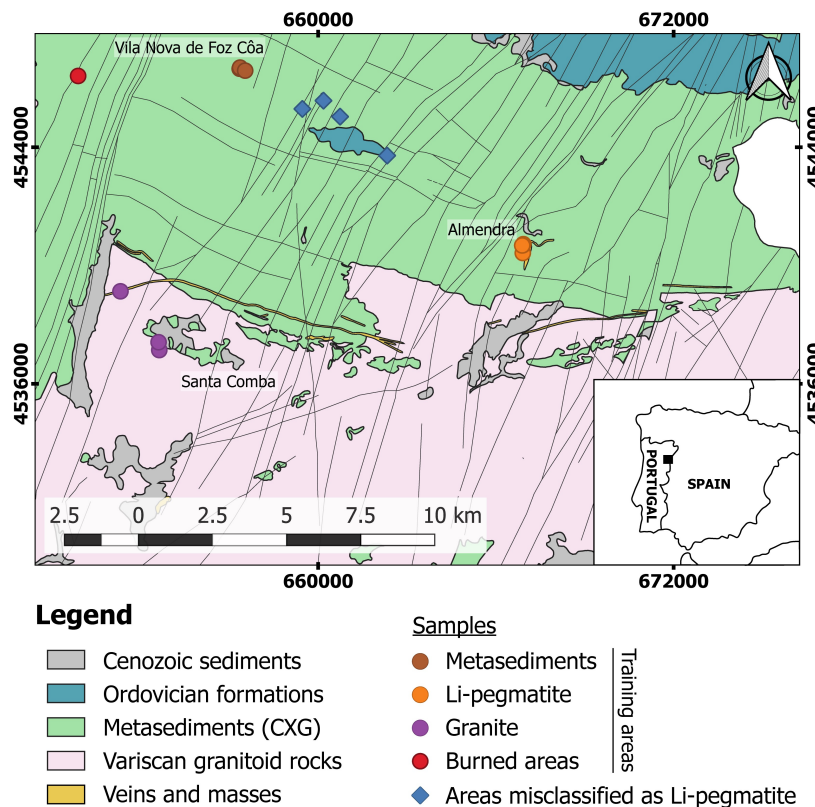 660000 672000
Vila Nova de Foz Côa
4544000 4544000
Almendra
Santa Comba
4536000 4536000
PORTUGAL SPAIN
2.5 0 2.5 5 7.5 10 km
660000 672000
Legend
Cenozoic sediments
Ordovician formations
Metasediments (CXG)
Variscan granitoid rocks
Veins and masses
Samples
Metasediments
Li-pegmatite
Granite
Burned areas
Training areas
Areas misclassified as Li-pegmatite